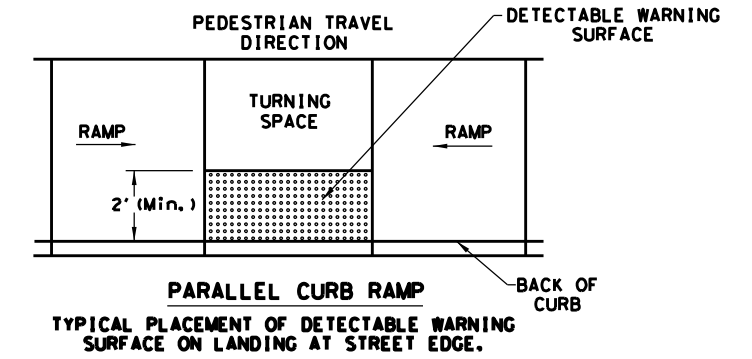 PEDESTRIAN TRAVEL
DIRECTION
DETECTABLE WARNING
SURFACE
TURNING
SPACE
RAMP
RAMP
2' (Min.)
BACK OF
CURB
PARALLEL CURB RAMP
TYPICAL PLACEMENT OF DETECTABLE WARNING
SURFACE ON LANDING AT STREET EDGE.